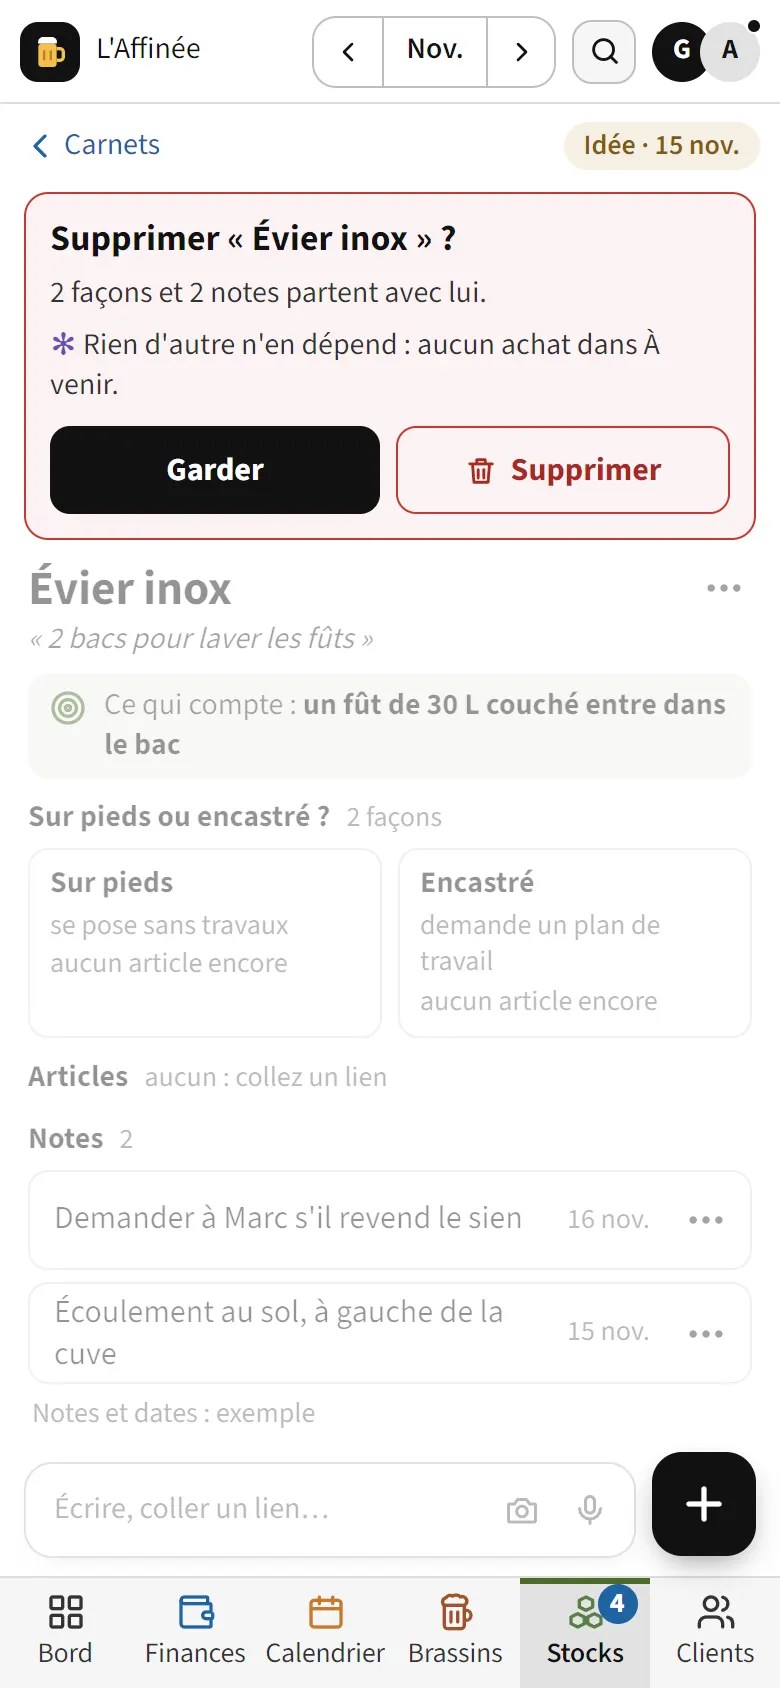 L'Affinée
Nov.
G
A
Carnets
Idée · 15 nov.
Supprimer « Évier inox » ?
2 façons et 2 notes partent avec lui.
✻ Rien d'autre n'en dépend : aucun achat dans À
venir.
Garder
Supprimer
Évier inox
« 2 bacs pour laver les fûts »
Ce qui compte : un fût de 30 L couché entre dans
le bac
Sur pieds ou encastré ? 2 façons
Sur pieds
se pose sans travaux
aucun article encore
Encastré
demande un plan de
travail
aucun article encore
Articles aucun : collez un lien
Notes 2
Demander à Marc s'il revend le sien 16 nov.
Écoulement au sol, à gauche de la
cuve
15 nov.
Notes et dates : exemple
Écrire, coller un lien...
4
Bord
Finances
Calendrier
Brassins
Stocks
Clients